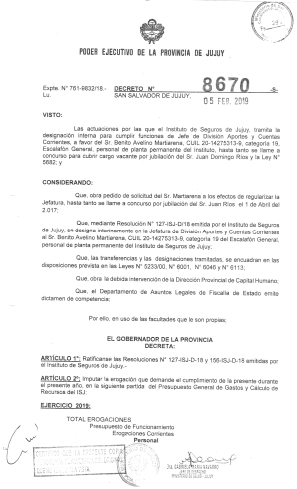 PODER EJECUTIVO DE LA PROVINCIA DE JUJUY
Expte. N° 761-9832/18.- DECRETO N° 8670 -S-
Lu. SAN SALVADOR DE JUJUY, 05 FEB. 2019
VISTO:
Las actuaciones por las que el Instituto de Seguros de Jujuy, tramita la
designación interna para cumplir funciones de Jefe de División Aportes y Cuentas
Corrientes, a favor del Sr. Benito Avelino Martiarena, CUIL 20-14275313-9, categoría 19,
Escalafón General, personal de planta permanente del Instituto, hasta tanto se llame a
concurso para cubrir cargo vacante por jubilación del Sr. Juan Domingo Ríos y la Ley N°
5682; y
CONSIDERANDO:
Que, obra pedido de solicitud del Sr. Martiarena a los efectos de regularizar la
Jefatura, hasta tanto se llame a concurso por jubilación del Sr. Ríos el 1 de Abril del
2.017;
Que, mediante Resolución N° 127-ISJ-D/18 emitida por el Instituto de Seguros
de Jujuy, se designa internamente en la Jefatura de División Aportes y Cuentas Corrientes
al Sr. Benito Avelino Martiarena, CUIL 20-14275313-9, categoría 19 del Escalafón General,
personal de planta permanente del Instituto de Seguros de Jujuy;
Que, las transferencias y las designaciones tramitadas, se encuadran en las
disposiciones prevista en las Leyes N° 5233/00, N° 6001, N° 6046 y N° 6113;
Que, obra la debida intervención de la Dirección Provincial de Capital Humano;
Que, el Departamento de Asuntos Legales de Fiscalía de Estado emite
dictamen de competencia;
Por ello, en uso de las facultades que le son propias;
EL GOBERNADOR DE LA PROVINCIA
DECRETA:
ARTÍCULO 1°: Ratifícanse las Resoluciones N° 127-ISJ-D-18 y 156-ISJ-D-18 emitidas por
el Instituto de Seguros de Jujuy.-
ARTÍCULO 2°: Imputar la erogación que demande el cumplimiento de la presente durante
el presente año, en la siguiente partida del Presupuesto General de Gastos y Cálculo de
Recursos del ISJ:
EJERCICIO 2019:
TOTAL EROGACIONES
Presupuesto de Funcionamiento
Erogaciones Corrientes
Personal